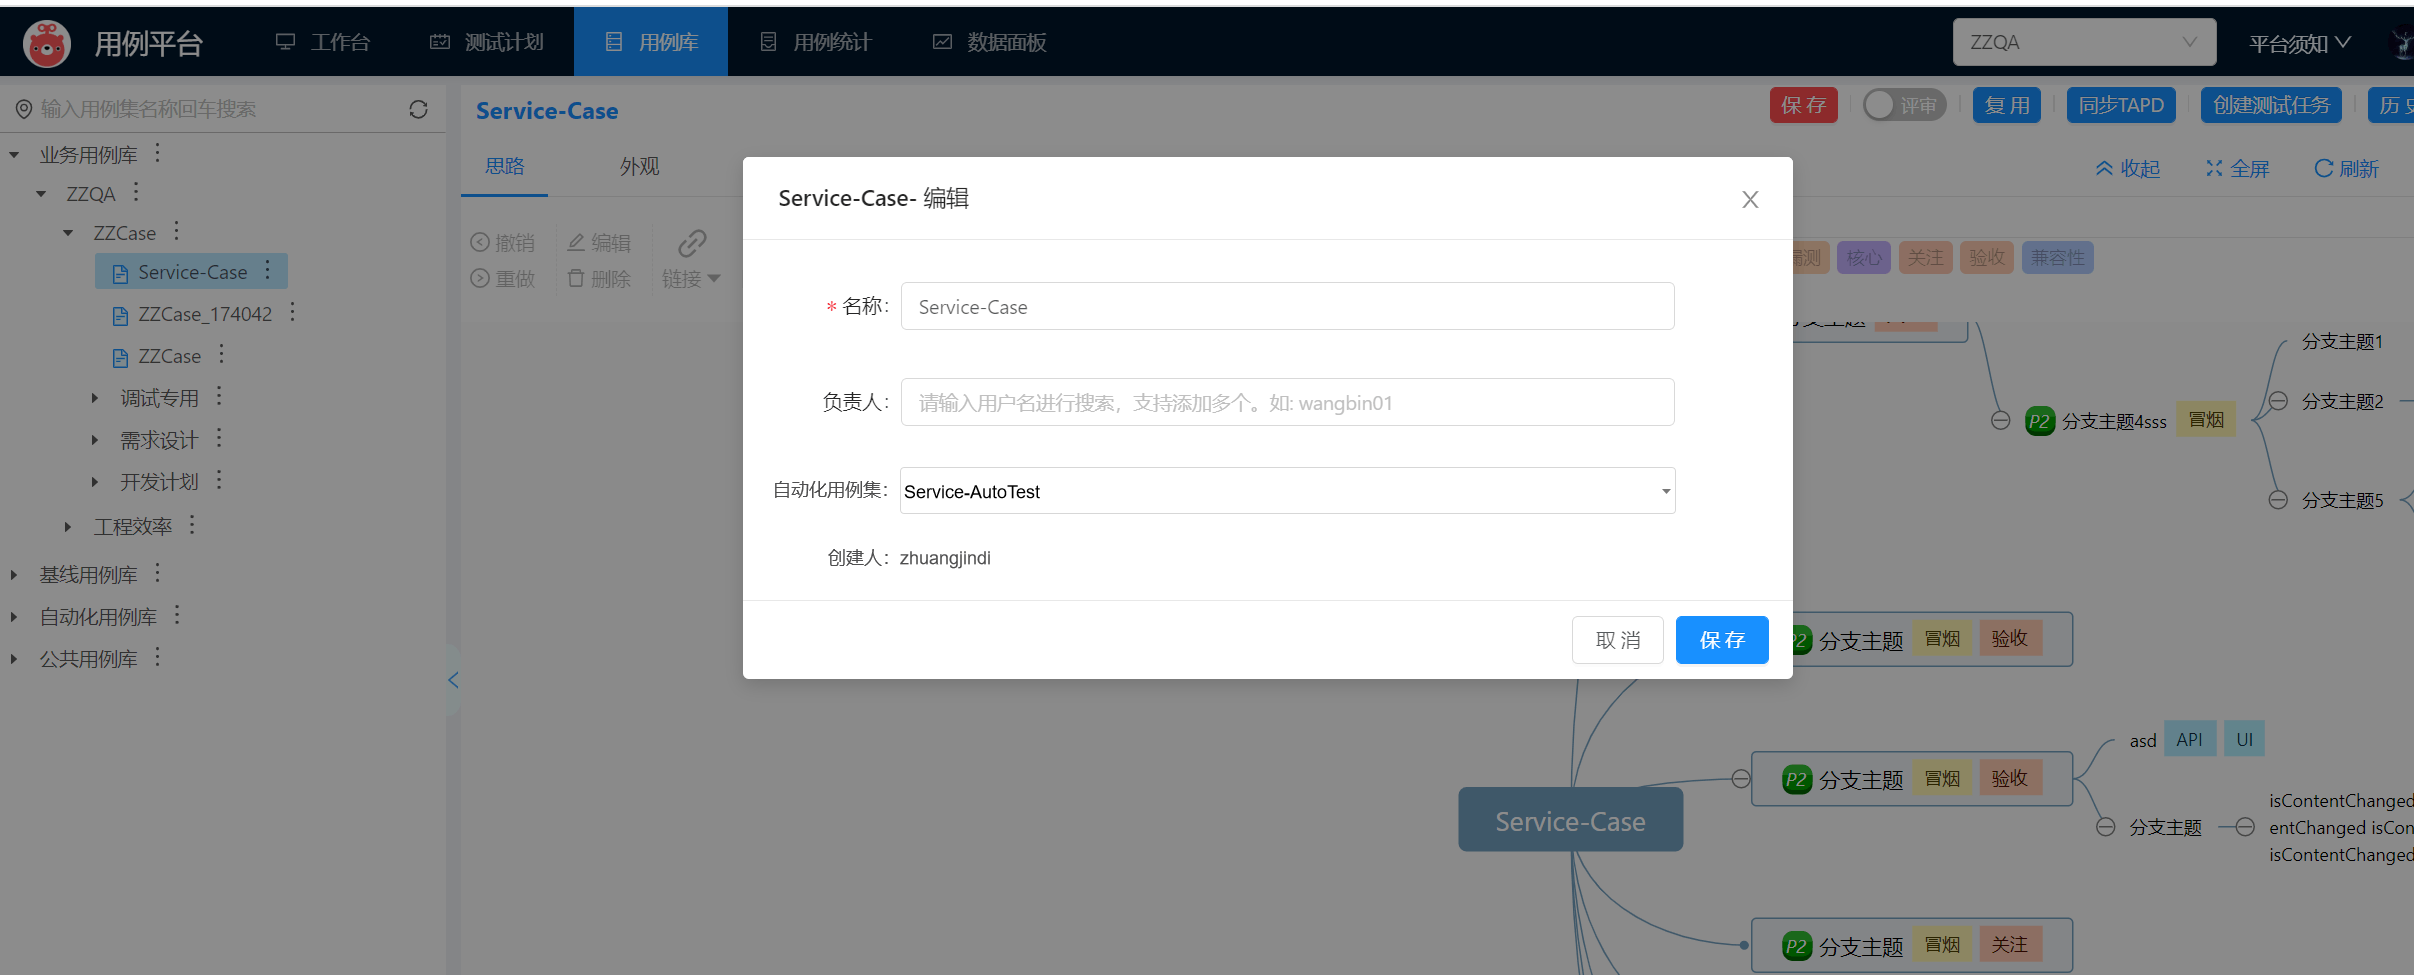 用例平台
工作台
测试计划
用例库
用例统计
数据面板
ZZQA
平台须知
输入用例集名称回车搜索
业务用例库
ZZQA
ZZCase
Service-Case
ZZCase_174042
ZZCase
调试专用
需求设计
开发计划
工程效率
基线用例库
自动化用例库
公共用例库
Service-Case
保 存
评审
复 用
同步TAPD
创建测试任务
历 史
思路
外观
收起
全屏
刷新
撤销
编辑
重做
删除
链接
漏测
核心
关注
验收
兼容性
Service-Case- 编辑
* 名称: Service-Case
负责人: 请输入用户名进行搜索，支持添加多个。如: wangbin01
自动化用例集: Service-AutoTest
创建人: zhuangjindi
取 消
保 存
分支主题
P2 分支主题4sss 冒烟
分支主题1
分支主题2
分支主题5
P2 分支主题 冒烟 验收
Service-Case
P2 分支主题 冒烟 验收
asd API UI
分支主题
isContentChanged
entChanged isCon
isContentChanged
P2 分支主题 冒烟 关注